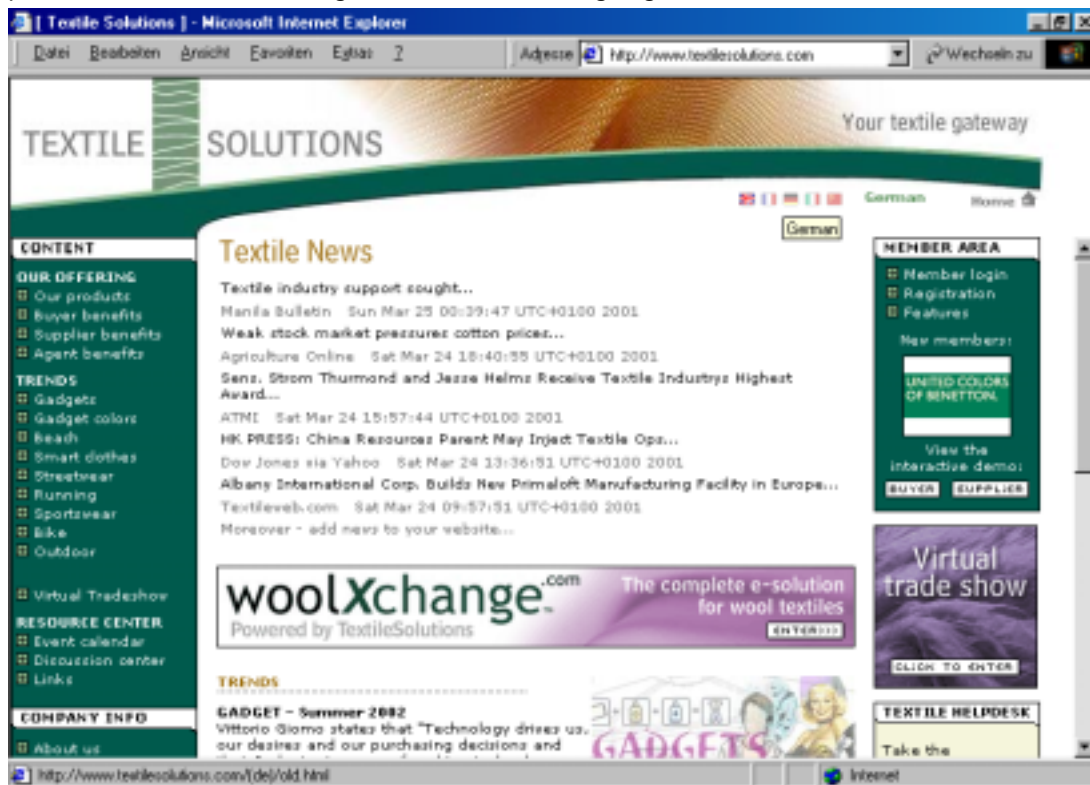 [ Textile Solutions ] - Microsoft Internet Explorer
Datei Bearbeiten Ansicht Favoriten Extras ?
Adresse http://www.textilesolutions.com
Wechseln zu
TEXTILE SOLUTIONS
Your textile gateway
German
Home
German
CONTENT
OUR OFFERING
Our products
Buyer benefits
Supplier benefits
Agent benefits
TRENDS
Gadgets
Gadget colors
Beach
Smart clothes
Streetwear
Running
Sportswear
Bike
Outdoor
Virtual Tradeshow
RESOURCE CENTER
Event calendar
Discussion center
Links
COMPANY INFO
About us
Textile News
Textile industry support sought...
Manila Bulletin Sun Mar 25 00:39:47 UTC+0100 2001
Weak stock market pressures cotton prices...
Agriculture Online Sat Mar 24 18:40:55 UTC+0100 2001
Sens. Strom Thurmond and Jesse Helms Receive Textile Industrys Highest
Award...
ATMI Sat Mar 24 15:57:44 UTC+0100 2001
HK PRESS: China Resources Parent May Inject Textile Ops...
Dow Jones via Yahoo Sat Mar 24 13:36:51 UTC+0100 2001
Albany International Corp. Builds New Primaloft Manufacturing Facility in Europe...
Textileweb.com Sat Mar 24 09:57:51 UTC+0100 2001
Moreover - add news to your website...
woolXchange.com
Powered by TextileSolutions
The complete e-solution
for wool textiles
ENTER>>>
TRENDS
GADGET - Summer 2002
Vittorio Giomo states that "Technology drives us,
our desires and our purchasing decisions and
GADGETS
MEMBER AREA
Member login
Registration
Features
New members:
UNITED COLORS
OF BENETTON.
View the
interactive demo:
BUYER SUPPLIER
Virtual
trade show
CLICK TO ENTER
TEXTILE HELPDESK
Take the
http://www.textilesolutions.com/(de)/old.html
Internet